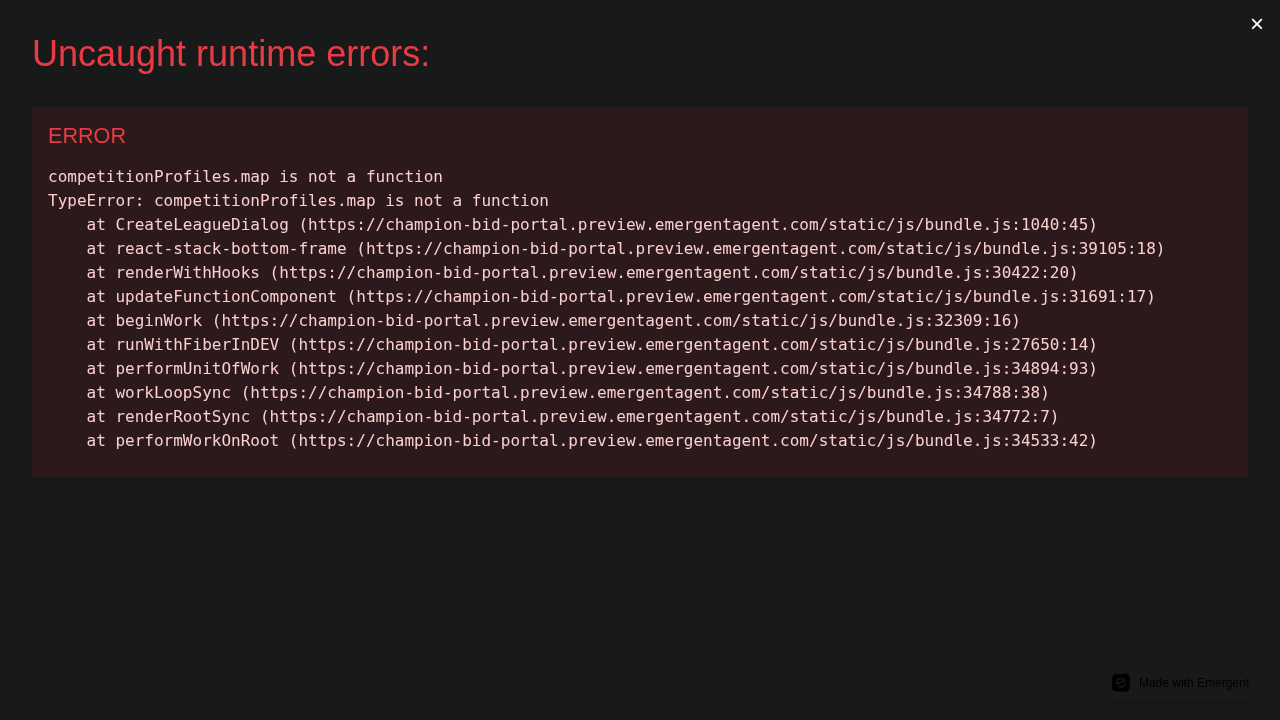 ×
Uncaught runtime errors:
ERROR
competitionProfiles.map is not a function
TypeError: competitionProfiles.map is not a function
    at CreateLeagueDialog (https://champion-bid-portal.preview.emergentagent.com/static/js/bundle.js:1040:45)
    at react-stack-bottom-frame (https://champion-bid-portal.preview.emergentagent.com/static/js/bundle.js:39105:18)
    at renderWithHooks (https://champion-bid-portal.preview.emergentagent.com/static/js/bundle.js:30422:20)
    at updateFunctionComponent (https://champion-bid-portal.preview.emergentagent.com/static/js/bundle.js:31691:17)
    at beginWork (https://champion-bid-portal.preview.emergentagent.com/static/js/bundle.js:32309:16)
    at runWithFiberInDEV (https://champion-bid-portal.preview.emergentagent.com/static/js/bundle.js:27650:14)
    at performUnitOfWork (https://champion-bid-portal.preview.emergentagent.com/static/js/bundle.js:34894:93)
    at workLoopSync (https://champion-bid-portal.preview.emergentagent.com/static/js/bundle.js:34788:38)
    at renderRootSync (https://champion-bid-portal.preview.emergentagent.com/static/js/bundle.js:34772:7)
    at performWorkOnRoot (https://champion-bid-portal.preview.emergentagent.com/static/js/bundle.js:34533:42)
Made with Emergent